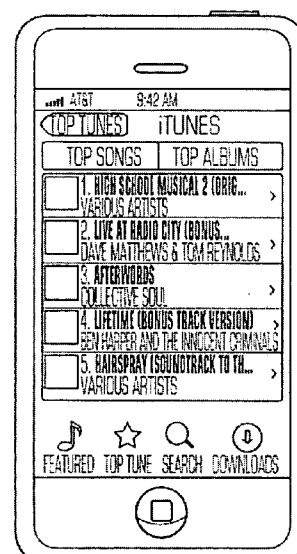 AT&T 9:42 AM
TOP TUNES iTUNES
TOP SONGS TOP ALBUMS
1. HIGH SCHOOL MUSICAL 2 (ORIG...
VARIOUS ARTISTS
2. LIVE AT RADIO CITY (BONUS...
DAVE MATTHEWS & TOM REYNOLDS
3. AFTERWORDS
COLLECTIVE SOUL
4. LIFETIME (BONUS TRACK VERSION)
BEN HARPER AND THE INNOCENT CRIMINALS
5. HAIRSPRAY (SOUNDTRACK TO TH...
VARIOUS ARTISTS
FEATURED TOP TUNE SEARCH DOWNLOADS